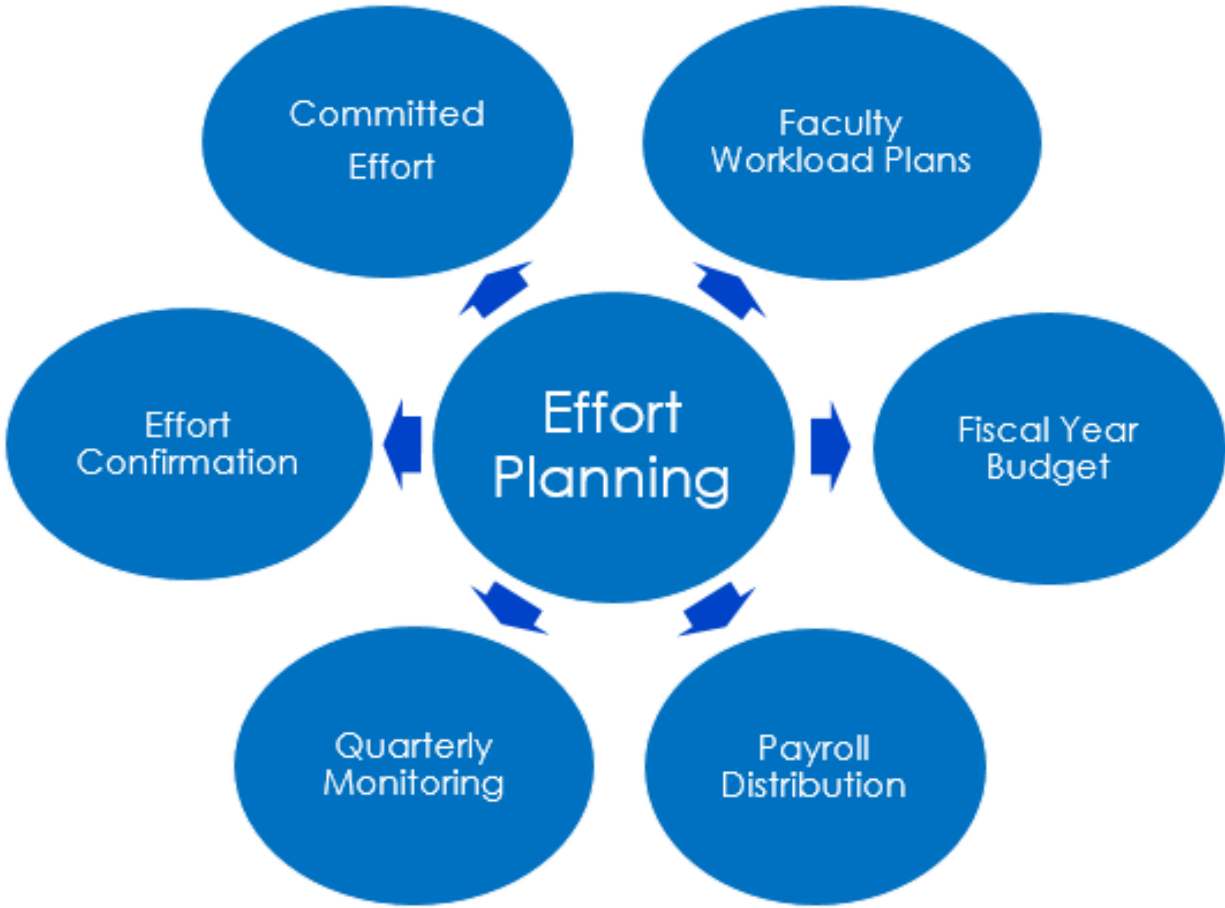 Committed
Effort
Faculty
Workload Plans
Effort
Confirmation
Effort
Planning
Fiscal Year
Budget
Quarterly
Monitoring
Payroll
Distribution